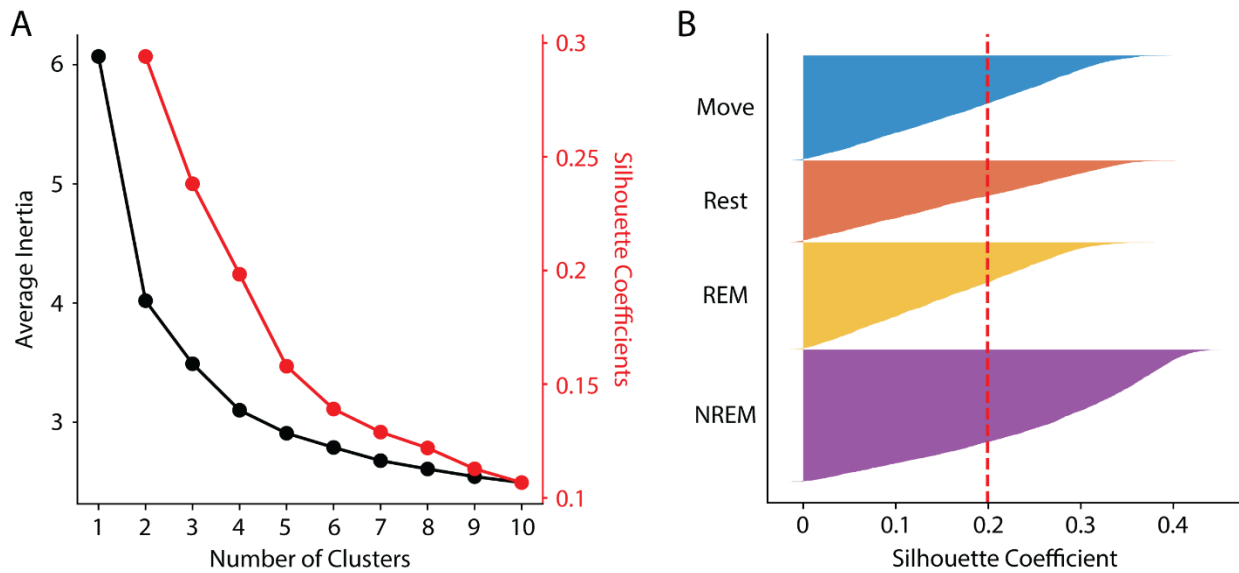 A
6
5
4
3
Average Inertia
1 2 3 4 5 6 7 8 9 10
Number of Clusters
0.3
0.25
0.2
0.15
0.1
Silhouette Coefficients
B
Move
Rest
REM
NREM
0 0.1 0.2 0.3 0.4
Silhouette Coefficient